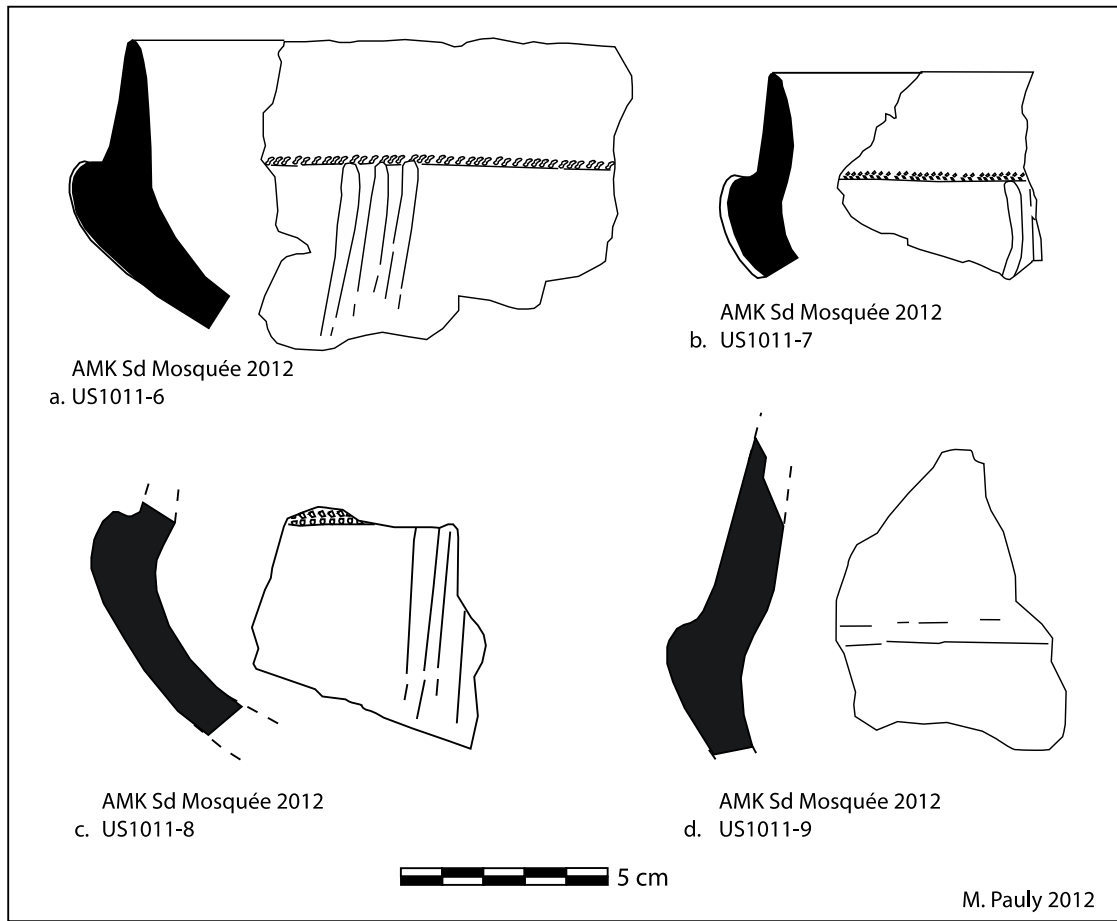 AMK Sd Mosquée 2012
a. US1011-6
AMK Sd Mosquée 2012
b. US1011-7
AMK Sd Mosquée 2012
c. US1011-8
AMK Sd Mosquée 2012
d. US1011-9
5 cm
M. Pauly 2012